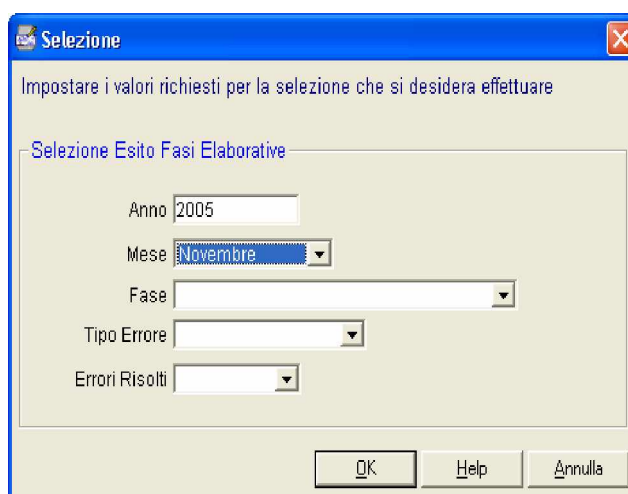 Selezione
Impostare i valori richiesti per la selezione che si desidera effettuare
Selezione Esito Fasi Elaborative
Anno 2005
Mese Novembre
Fase
Tipo Errore
Errori Risolti
OK Help Annulla